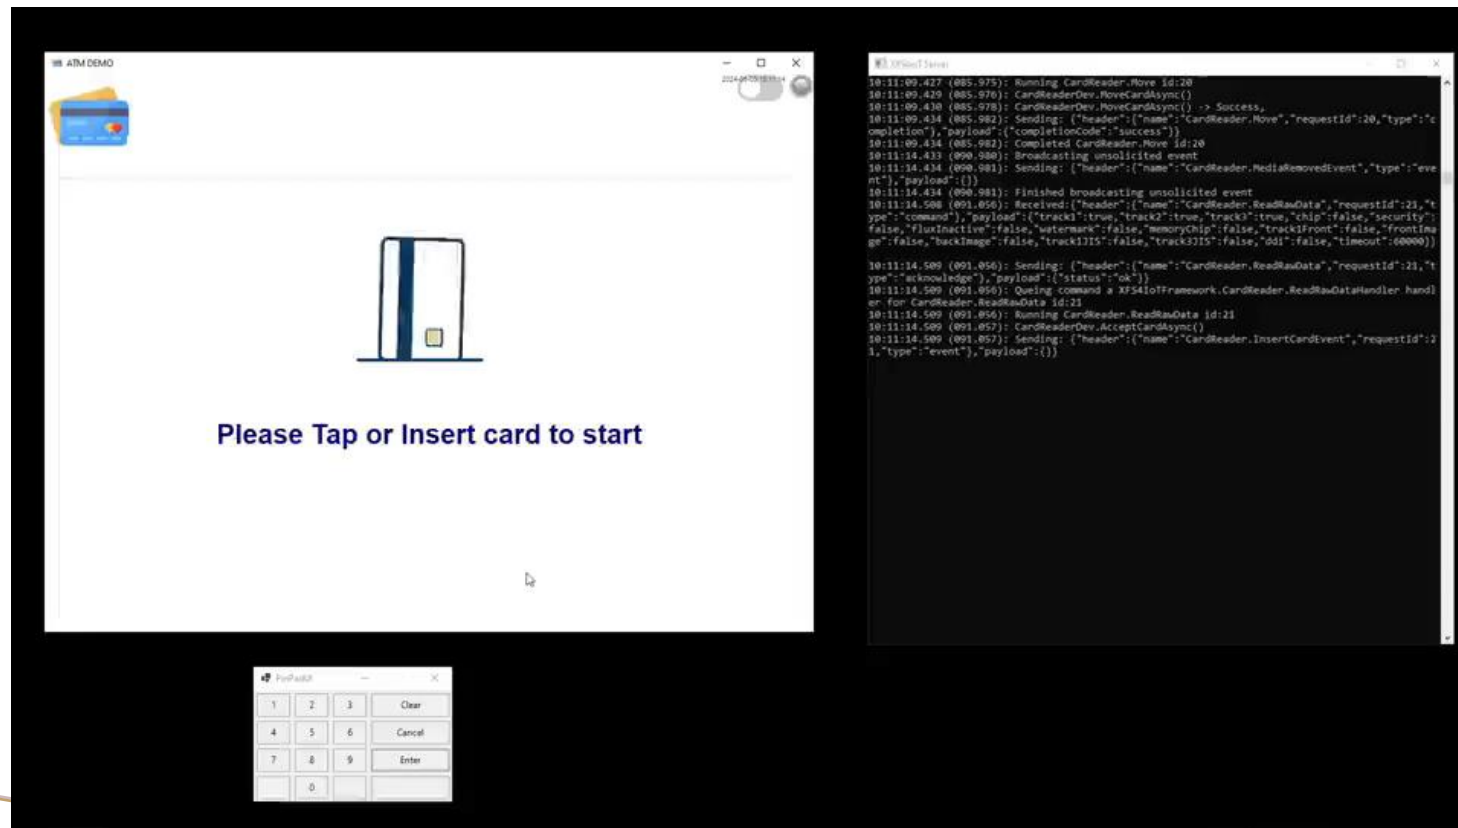 ATM DEMO
Please Tap or Insert card to start
PinPadUI
1 2 3 Clear
4 5 6 Cancel
7 8 9 Enter
0
XFS4IoT Server
10:11:09.427 (085.975): Running CardReader.Move id:20
10:11:09.429 (085.976): CardReaderDev.MoveCardAsync()
10:11:09.430 (085.978): CardReaderDev.MoveCardAsync() -> Success,
10:11:09.434 (085.982): Sending: {"header":{"name":"CardReader.Move","requestId":20,"type":"c
ompletion"},"payload":{"completionCode":"success"}}
10:11:09.434 (085.982): Completed CardReader.Move id:20
10:11:14.433 (090.980): Broadcasting unsolicited event
10:11:14.434 (090.981): Sending: {"header":{"name":"CardReader.MediaRemovedEvent","type":"eve
nt"},"payload":{}}
10:11:14.434 (090.981): Finished broadcasting unsolicited event
10:11:14.508 (091.056): Received:{"header":{"name":"CardReader.ReadRawData","requestId":21,"t
ype":"command"},"payload":{"track1":true,"track2":true,"track3":true,"chip":false,"security":
false,"fluxInactive":false,"watermark":false,"memoryChip":false,"track1Front":false,"frontIma
ge":false,"backImage":false,"track1JIS":false,"track3JIS":false,"ddi":false,"timeout":60000}}
10:11:14.509 (091.056): Sending: {"header":{"name":"CardReader.ReadRawData","requestId":21,"t
ype":"acknowledge"},"payload":{"status":"ok"}}
10:11:14.509 (091.056): Queing command a XFS4IoTFramework.CardReader.ReadRawDataHandler handl
er for CardReader.ReadRawData id:21
10:11:14.509 (091.056): Running CardReader.ReadRawData id:21
10:11:14.509 (091.057): CardReaderDev.AcceptCardAsync()
10:11:14.509 (091.057): Sending: {"header":{"name":"CardReader.InsertCardEvent","requestId":2
1,"type":"event"},"payload":{}}